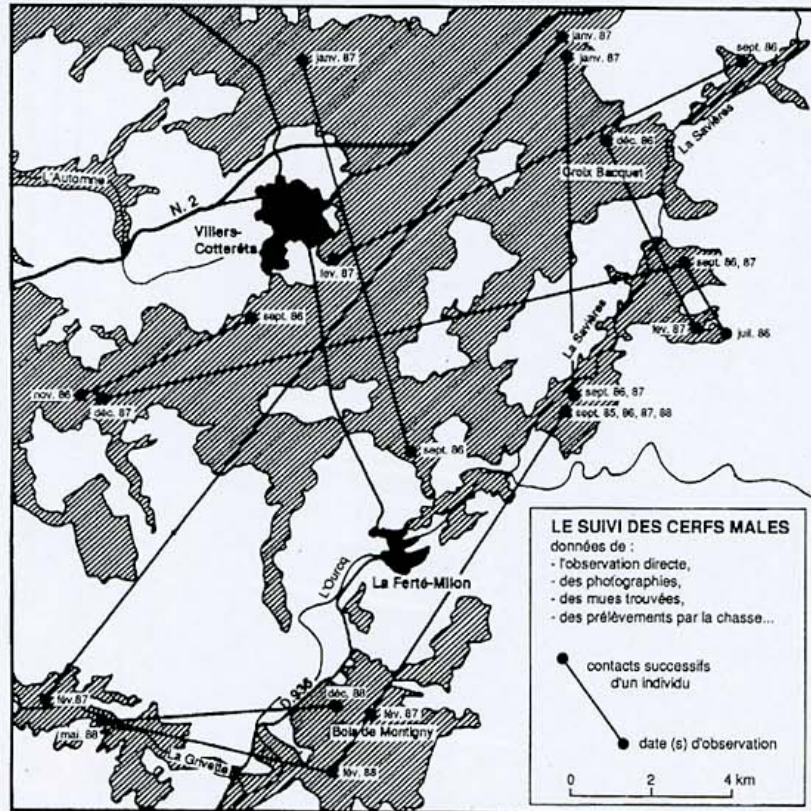 janv. 87
janv. 87
janv. 87
sept. 86
La Savières
déc. 86
Croix Bacquet
L'Automne
N. 2
Villers-
Cotterêts
fev. 87
sept. 86, 87
sept. 86
La Savières
fev. 87
juil. 86
nov. 86
déc. 87
sept. 86, 87
sept. 85, 86, 87, 88
sept. 86
L'Ourcq
La Ferté-Milon
D. 936
fév. 87
déc. 88
fév. 87
mai. 88
Bois de Montigny
La Grivette
fév. 88
LE SUIVI DES CERFS MALES
données de :
- l'observation directe,
- des photographies,
- des mues trouvées,
- des prélèvements par la chasse...
contacts successifs
d'un individu
date (s) d'observation
0 2 4 km